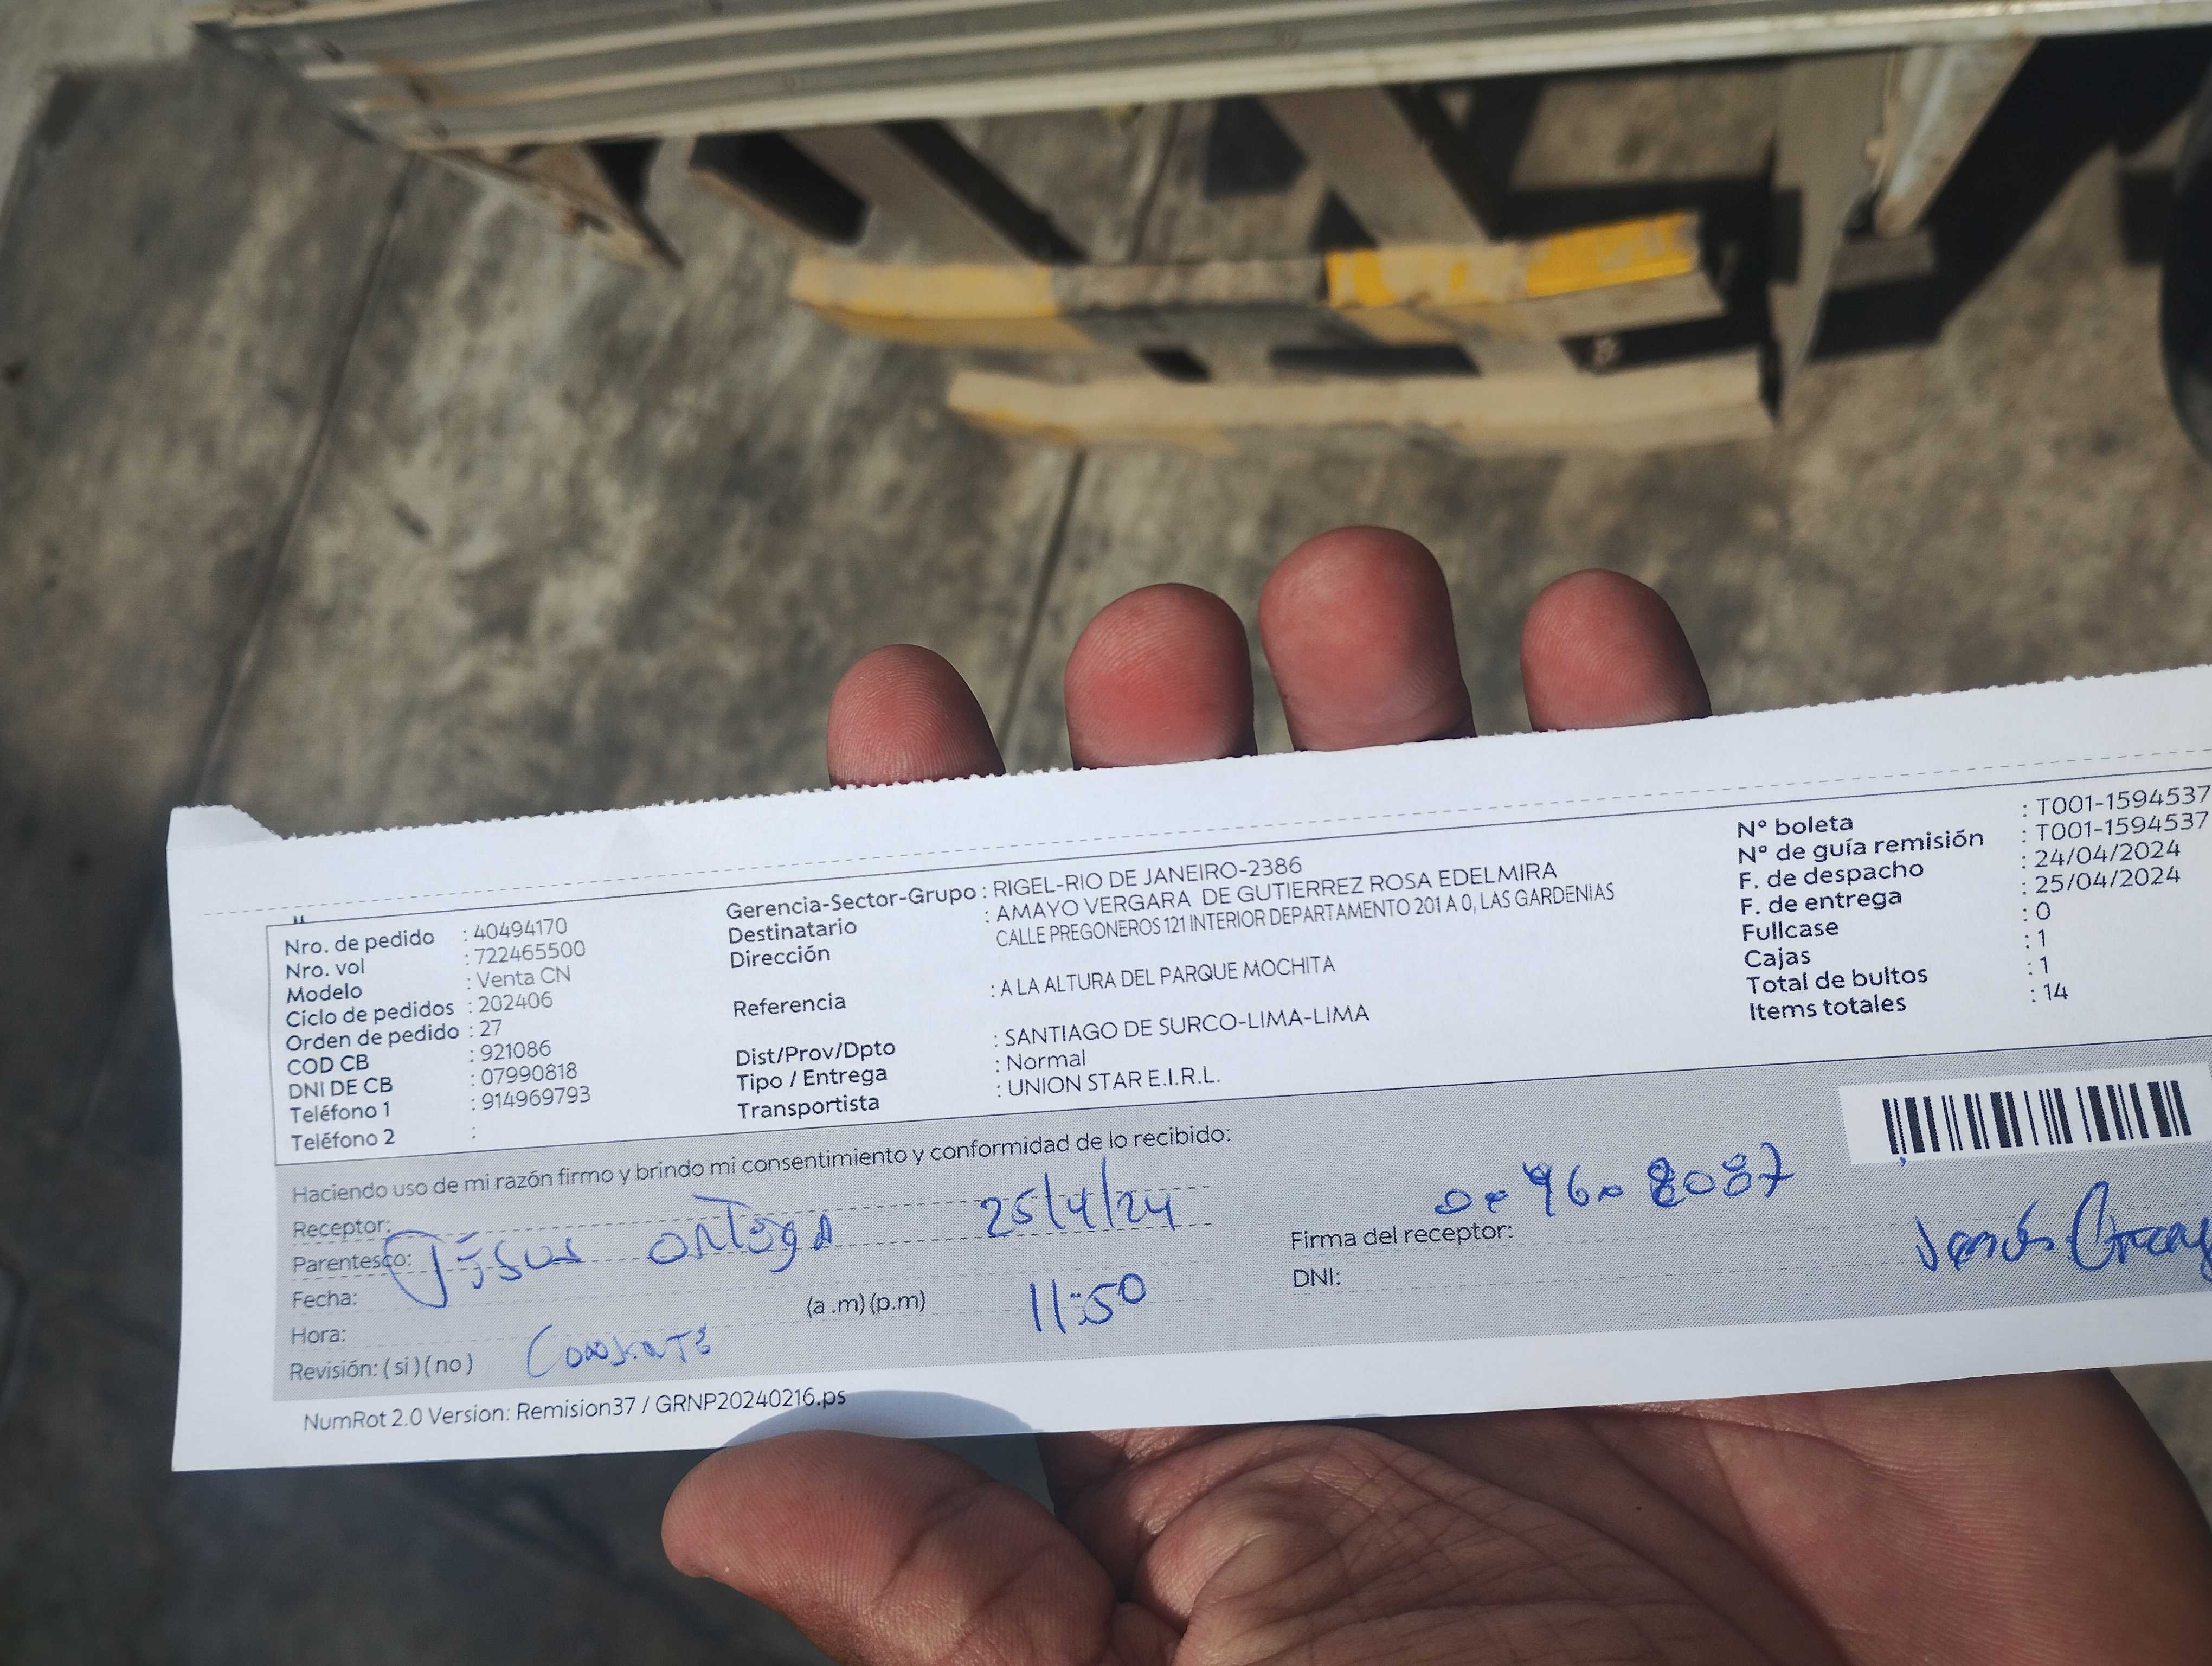 Nro. de pedido : 40494170
Nro. vol : 722465500
Modelo : Venta CN
Ciclo de pedidos : 202406
Orden de pedido : 27
COD CB : 921086
DNI DE CB : 07990818
Teléfono 1 : 914969793
Teléfono 2 :
Gerencia-Sector-Grupo : RIGEL-RIO DE JANEIRO-2386
Destinatario : AMAYO VERGARA DE GUTIERREZ ROSA EDELMIRA
Dirección CALLE PREGONEROS 121 INTERIOR DEPARTAMENTO 201 A 0, LAS GARDENIAS
Referencia : A LA ALTURA DEL PARQUE MOCHITA
Dist/Prov/Dpto : SANTIAGO DE SURCO-LIMA-LIMA
Tipo / Entrega : Normal
Transportista : UNION STAR E.I.R.L.
N° boleta : T001-1594537
N° de guía remisión : T001-1594537
F. de despacho : 24/04/2024
F. de entrega : 25/04/2024
Fullcase : 0
Cajas : 1
Total de bultos : 1
Items totales : 14
Haciendo uso de mi razón firmo y brindo mi consentimiento y conformidad de lo recibido:
Receptor:
Parentesco: Jesus Ortega 25/4/24
Fecha:
Hora: (a .m) (p.m) 11:50
Revisión: ( si ) ( no )
Firma del receptor:
DNI:
Jesús
NumRot 2.0 Version: Remision37 / GRNP20240216.ps